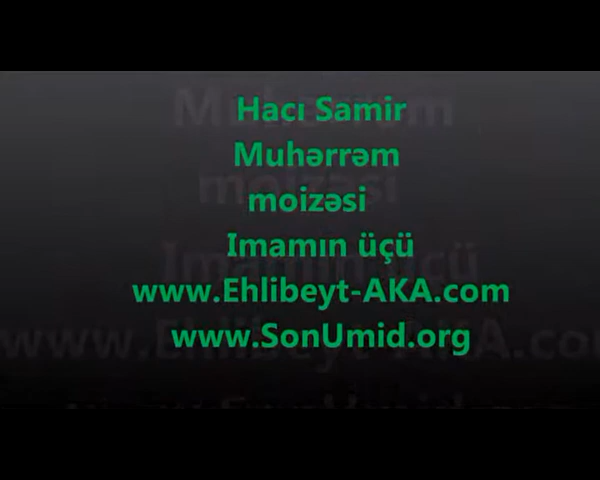 Hacı Samir
Muhərrəm
moizəsi
Imamın üçü
www.Ehlibeyt-AKA.com
www.SonUmid.org